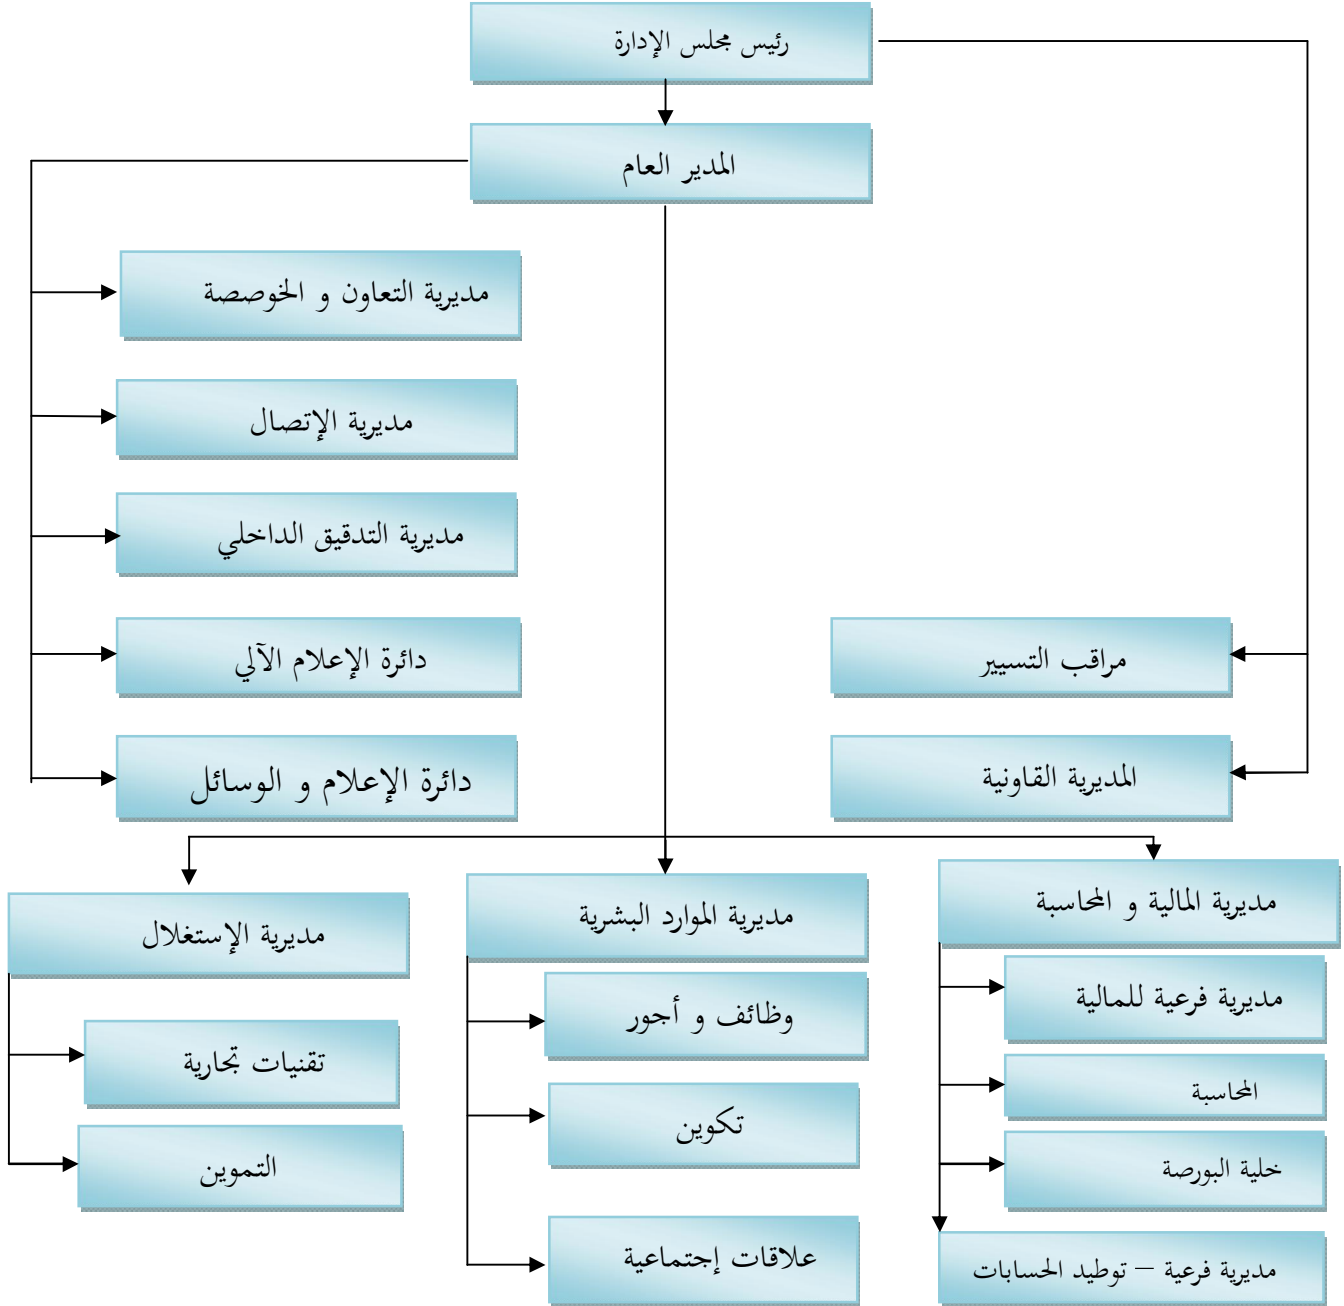 رئيس مجلس الإدارة
المدير العام
مديرية التعاون و الخوصصة
مديرية الإتصال
مديرية التدقيق الداخلي
دائرة الإعلام الآلي
دائرة الإعلام و الوسائل
مراقب التسيير
المديرية القاونية
مديرية المالية و المحاسبة
مديرية فرعية للمالية
المحاسبة
خلية البورصة
مديرية فرعية – توطيد الحسابات
مديرية الموارد البشرية
وظائف و أجور
تكوين
علاقات إجتماعية
مديرية الإستغلال
تقنيات تجارية
التموين